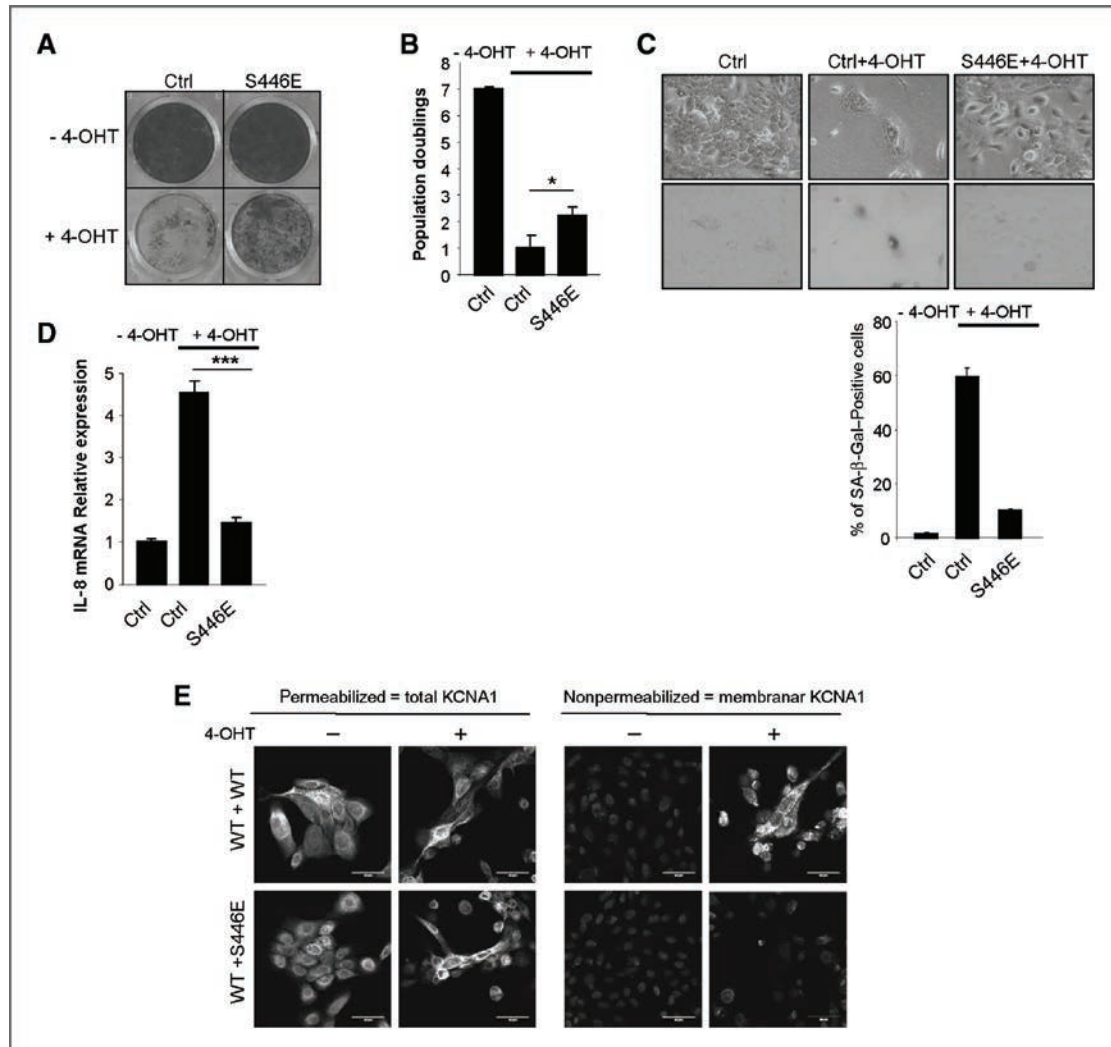 A
Ctrl S446E
- 4-OHT
+ 4-OHT
B
- 4-OHT + 4-OHT
*
Population doublings
8
7
6
5
4
3
2
1
0
Ctrl Ctrl S446E
C
Ctrl Ctrl+4-OHT S446E+4-OHT
- 4-OHT + 4-OHT
% of SA-β-Gal–Positive cells
80
60
40
20
0
Ctrl Ctrl S446E
D
- 4-OHT + 4-OHT
***
IL-8 mRNA Relative expression
5
4
3
2
1
0
Ctrl Ctrl S446E
E
Permeabilized = total KCNA1 Nonpermeabilized = membranar KCNA1
4-OHT − + − +
WT + WT
WT +S446E